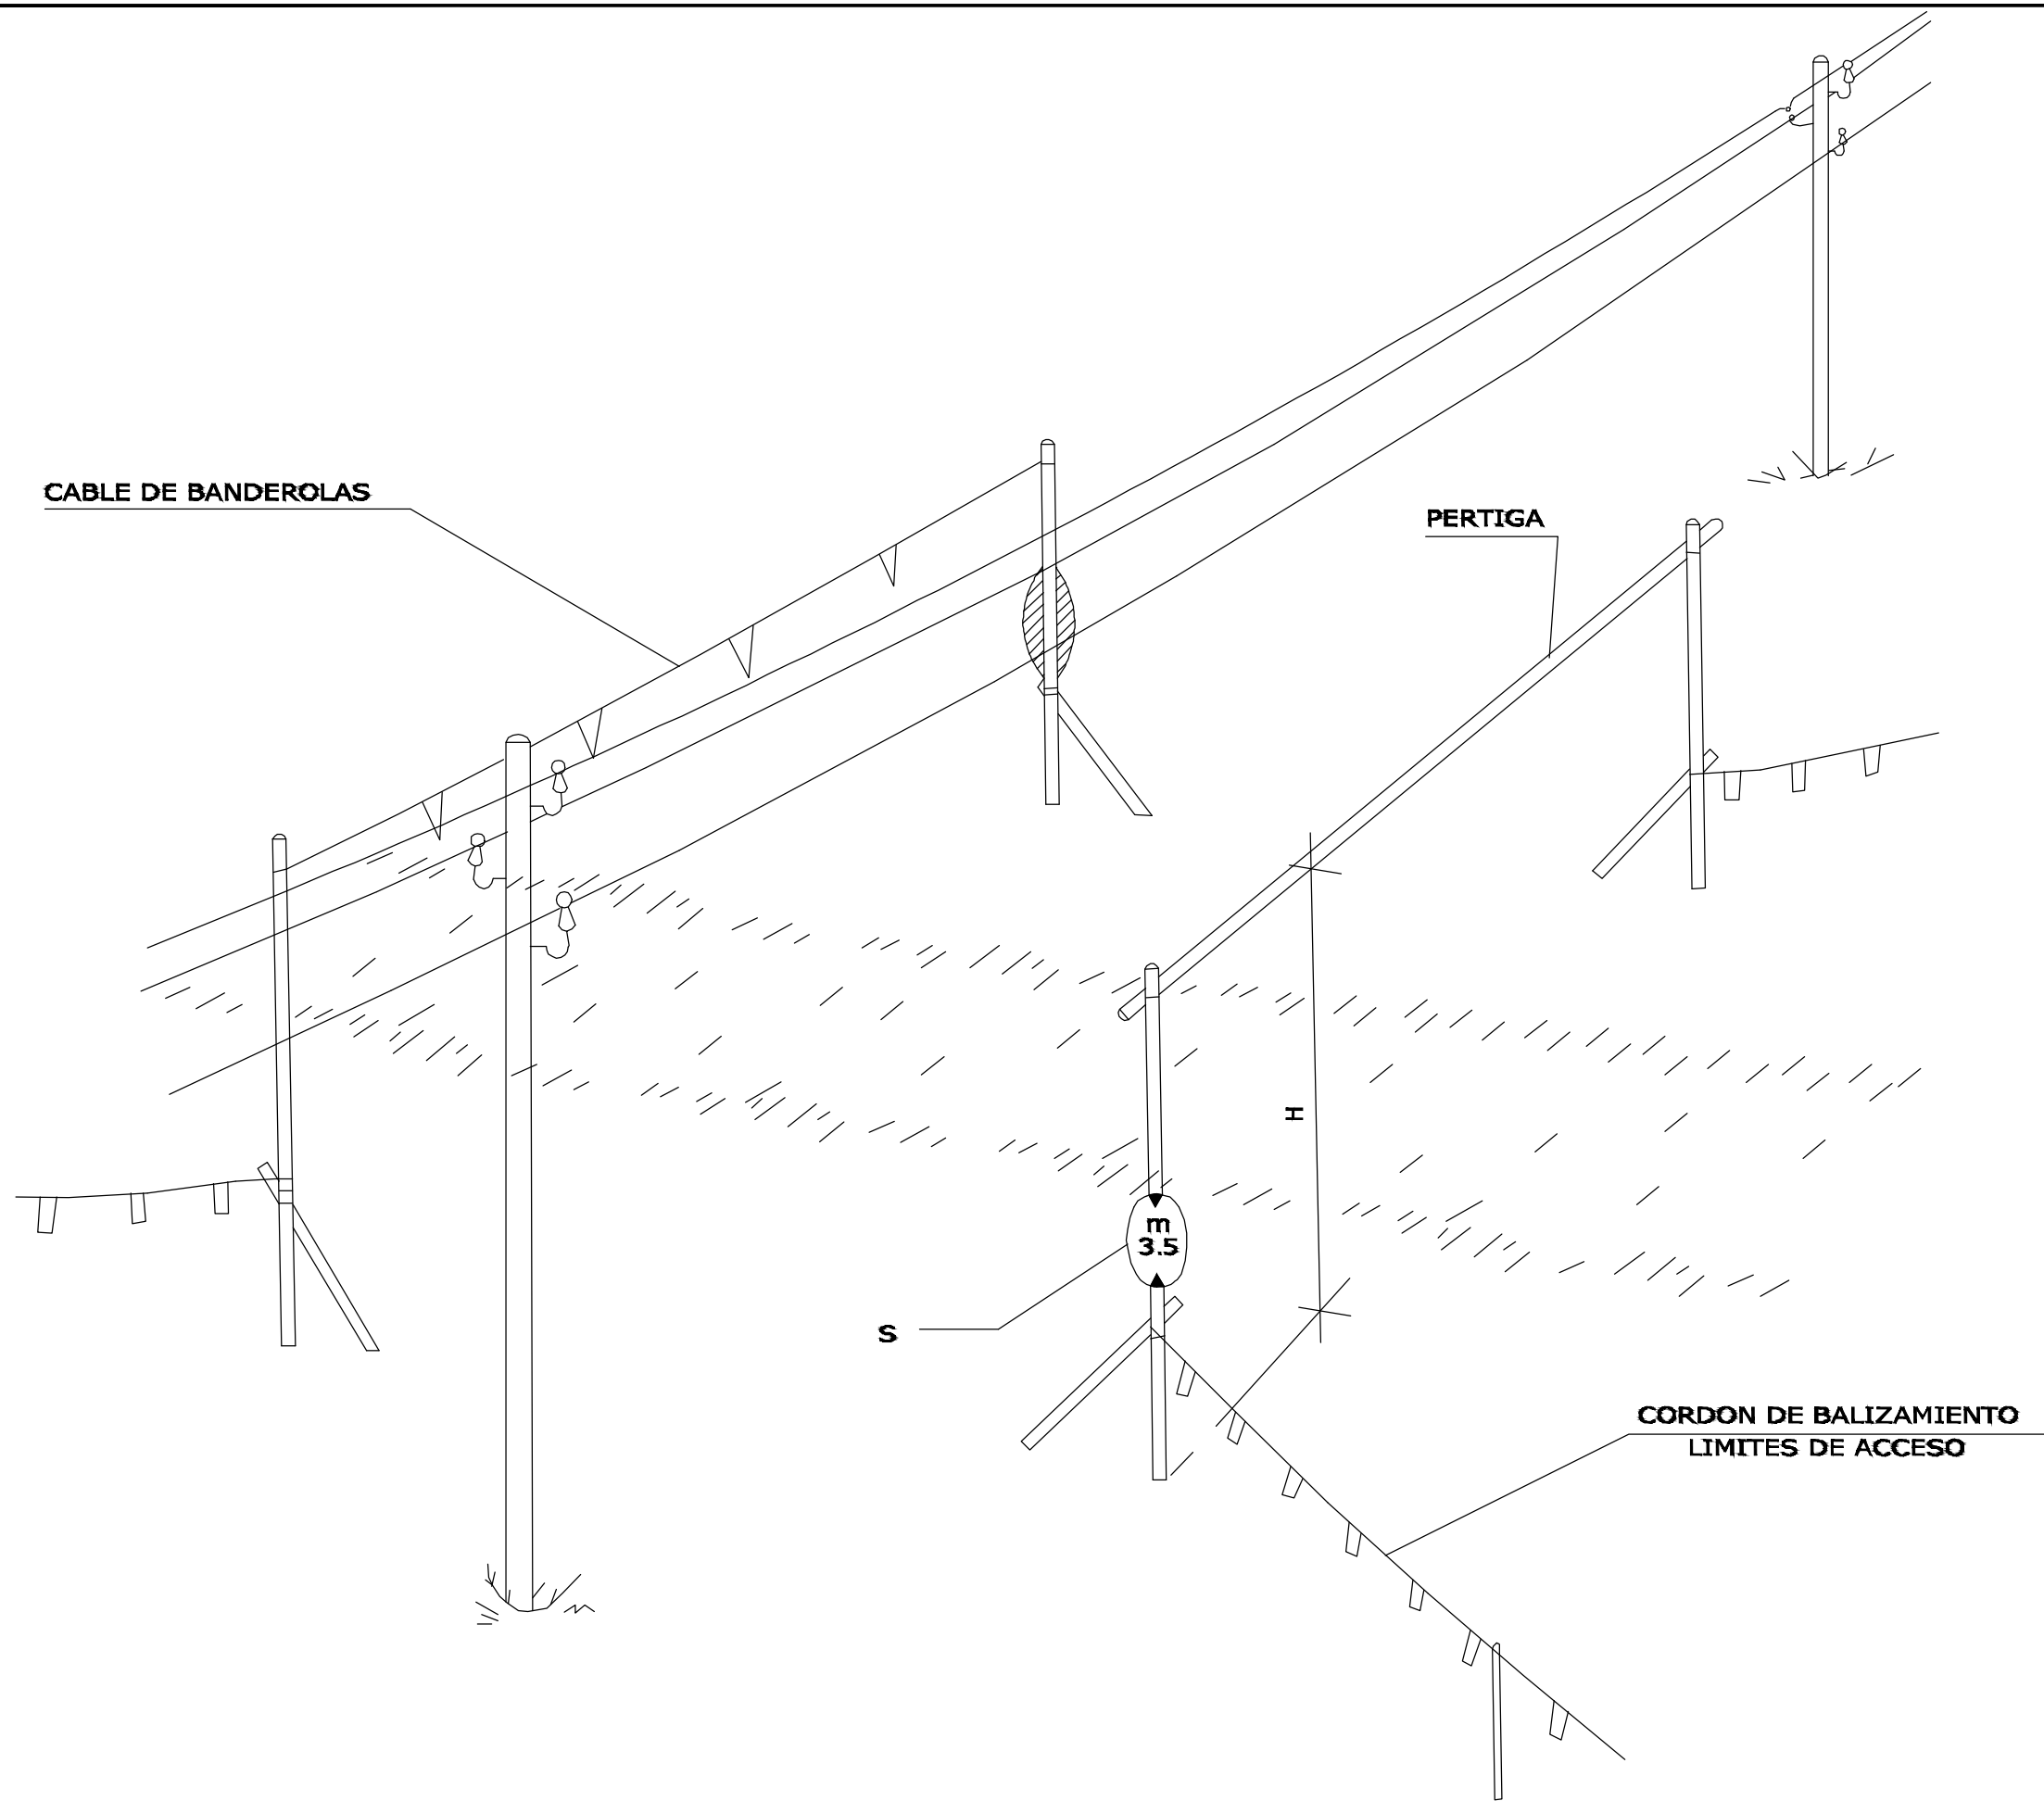 CABLE DE BANDEROLAS
PERTIGA
H
m
3.5
S
CORDON DE BALIZAMIENTO
LIMITES DE ACCESO